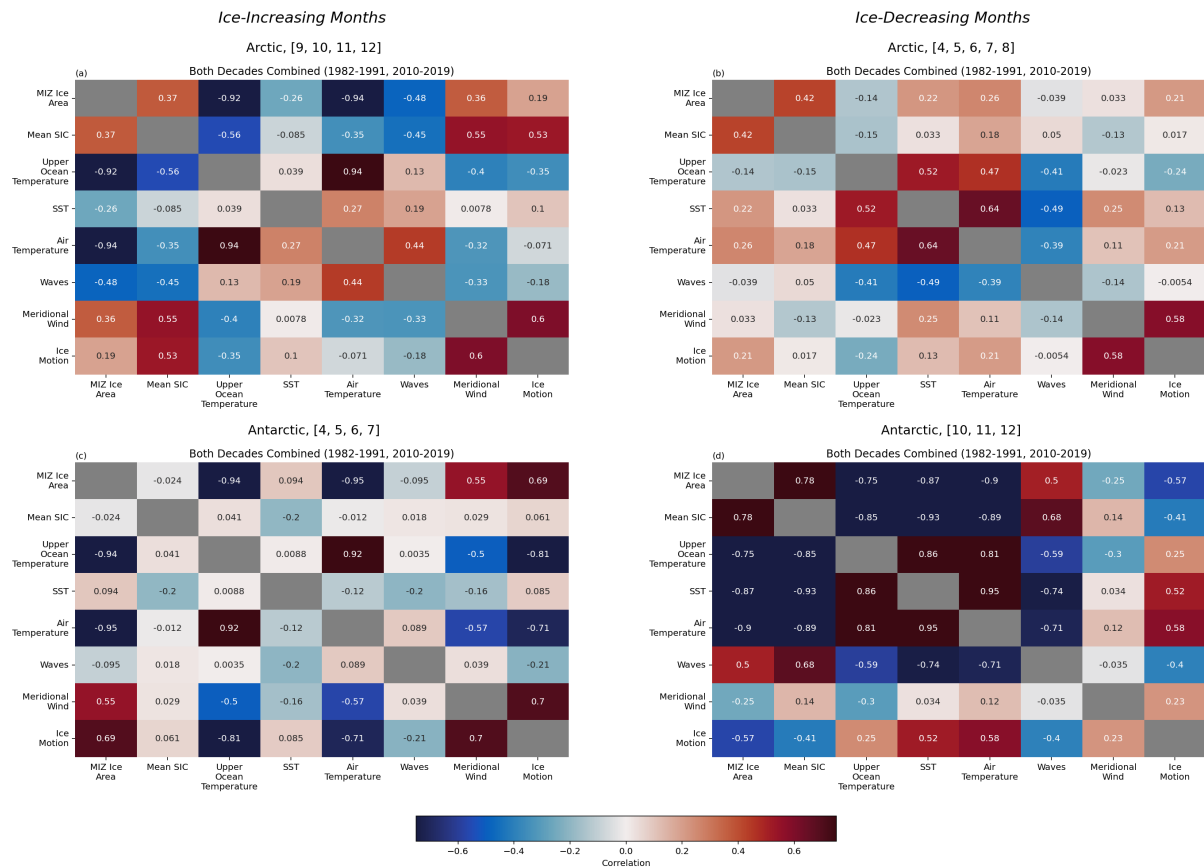 Ice-Increasing Months
Ice-Decreasing Months
Arctic, [9, 10, 11, 12]
(a)
Both Decades Combined (1982-1991, 2010-2019)
MIZ Ice
Area
0.37 -0.92 -0.26 -0.94 -0.48 0.36 0.19
Mean SIC
0.37 -0.56 -0.085 -0.35 -0.45 0.55 0.53
Upper
Ocean
Temperature
-0.92 -0.56 0.039 0.94 0.13 -0.4 -0.35
SST
-0.26 -0.085 0.039 0.27 0.19 0.0078 0.1
Air
Temperature
-0.94 -0.35 0.94 0.27 0.44 -0.32 -0.071
Waves
-0.48 -0.45 0.13 0.19 0.44 -0.33 -0.18
Meridional
Wind
0.36 0.55 -0.4 0.0078 -0.32 -0.33 0.6
Ice
Motion
0.19 0.53 -0.35 0.1 -0.071 -0.18 0.6
MIZ Ice Mean SIC Upper SST Air Waves Meridional Ice
Area Ocean Temperature Wind Motion
Temperature
Arctic, [4, 5, 6, 7, 8]
(b)
Both Decades Combined (1982-1991, 2010-2019)
MIZ Ice
Area
0.42 -0.14 0.22 0.26 -0.039 0.033 0.21
Mean SIC
0.42 -0.15 0.033 0.18 0.05 -0.13 0.017
Upper
Ocean
Temperature
-0.14 -0.15 0.52 0.47 -0.41 -0.023 -0.24
SST
0.22 0.033 0.52 0.64 -0.49 0.25 0.13
Air
Temperature
0.26 0.18 0.47 0.64 -0.39 0.11 0.21
Waves
-0.039 0.05 -0.41 -0.49 -0.39 -0.14 -0.0054
Meridional
Wind
0.033 -0.13 -0.023 0.25 0.11 -0.14 0.58
Ice
Motion
0.21 0.017 -0.24 0.13 0.21 -0.0054 0.58
MIZ Ice Mean SIC Upper SST Air Waves Meridional Ice
Area Ocean Temperature Wind Motion
Temperature
Antarctic, [4, 5, 6, 7]
(c)
Both Decades Combined (1982-1991, 2010-2019)
MIZ Ice
Area
-0.024 -0.94 0.094 -0.95 -0.095 0.55 0.69
Mean SIC
-0.024 0.041 -0.2 -0.012 0.018 0.029 0.061
Upper
Ocean
Temperature
-0.94 0.041 0.0088 0.92 0.0035 -0.5 -0.81
SST
0.094 -0.2 0.0088 -0.12 -0.2 -0.16 0.085
Air
Temperature
-0.95 -0.012 0.92 -0.12 0.089 -0.57 -0.71
Waves
-0.095 0.018 0.0035 -0.2 0.089 0.039 -0.21
Meridional
Wind
0.55 0.029 -0.5 -0.16 -0.57 0.039 0.7
Ice
Motion
0.69 0.061 -0.81 0.085 -0.71 -0.21 0.7
MIZ Ice Mean SIC Upper SST Air Waves Meridional Ice
Area Ocean Temperature Wind Motion
Temperature
Antarctic, [10, 11, 12]
(d)
Both Decades Combined (1982-1991, 2010-2019)
MIZ Ice
Area
0.78 -0.75 -0.87 -0.9 0.5 -0.25 -0.57
Mean SIC
0.78 -0.85 -0.93 -0.89 0.68 0.14 -0.41
Upper
Ocean
Temperature
-0.75 -0.85 0.86 0.81 -0.59 -0.3 0.25
SST
-0.87 -0.93 0.86 0.95 -0.74 0.034 0.52
Air
Temperature
-0.9 -0.89 0.81 0.95 -0.71 0.12 0.58
Waves
0.5 0.68 -0.59 -0.74 -0.71 -0.035 -0.4
Meridional
Wind
-0.25 0.14 -0.3 0.034 0.12 -0.035 0.23
Ice
Motion
-0.57 -0.41 0.25 0.52 0.58 -0.4 0.23
MIZ Ice Mean SIC Upper SST Air Waves Meridional Ice
Area Ocean Temperature Wind Motion
Temperature
−0.6 −0.4 −0.2 0.0 0.2 0.4 0.6
Correlation